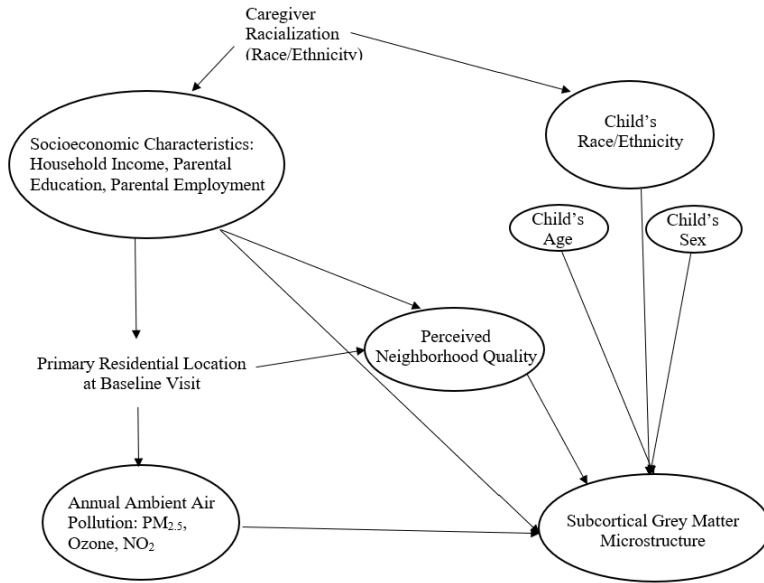 Caregiver
Racialization
(Race/Ethnicity)
Socioeconomic Characteristics:
Household Income, Parental
Education, Parental Employment
Child's
Race/Ethnicity
Child's
Age
Child's
Sex
Perceived
Neighborhood Quality
Primary Residential Location
at Baseline Visit
Annual Ambient Air
Pollution: PM₂.₅,
Ozone, NO₂
Subcortical Grey Matter
Microstructure